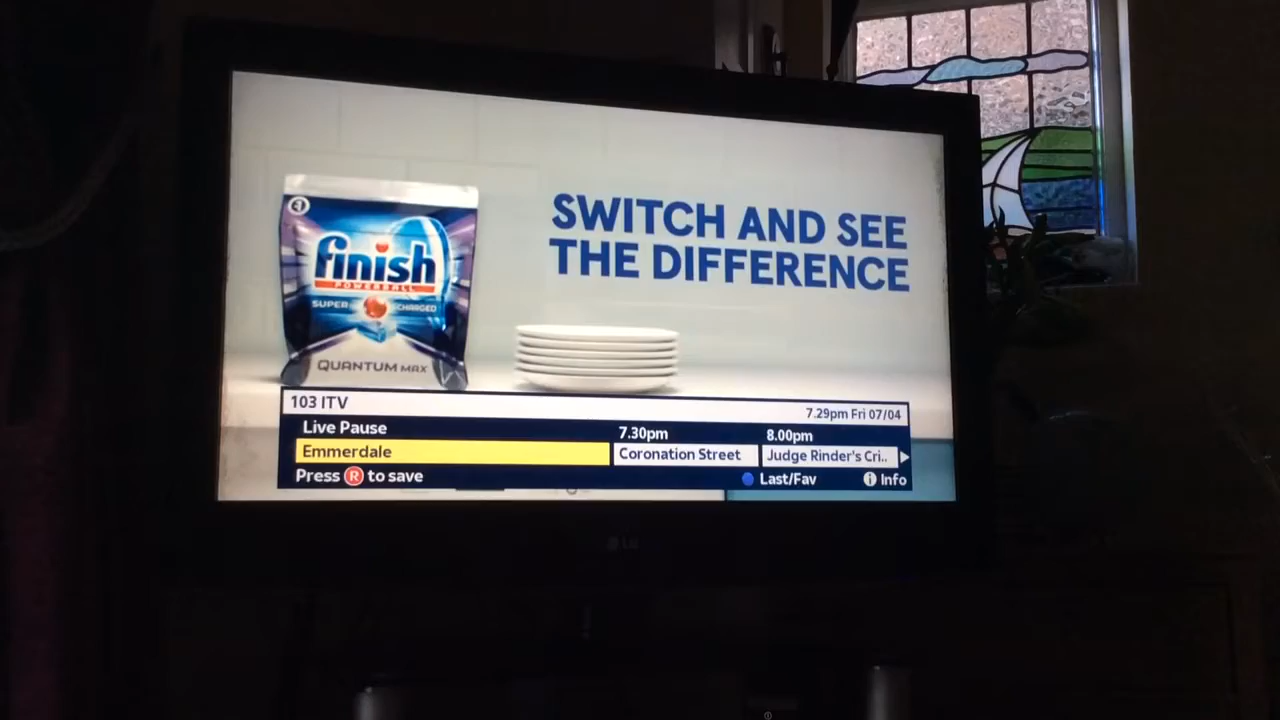 SWITCH AND SEE
THE DIFFERENCE
finish
POWERBALL
SUPER CHARGED
QUANTUM MAX
103 ITV
7.29pm Fri 07/04
Live Pause
7.30pm
8.00pm
Emmerdale
Coronation Street
Judge Rinder's Cri..
Press R to save
Last/Fav
i Info
LG